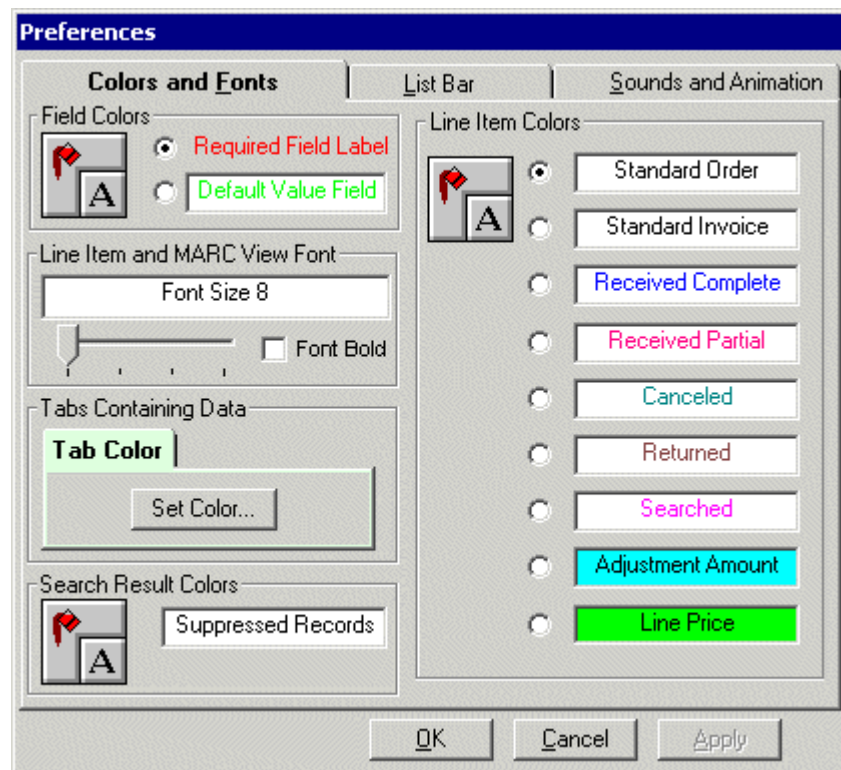 Preferences
Colors and Fonts
List Bar
Sounds and Animation
Field Colors
A
Required Field Label
Default Value Field
Line Item and MARC View Font
Font Size 8
Font Bold
Tabs Containing Data
Tab Color
Set Color...
Search Result Colors
A
Suppressed Records
Line Item Colors
A
Standard Order
Standard Invoice
Received Complete
Received Partial
Canceled
Returned
Searched
Adjustment Amount
Line Price
OK
Cancel
Apply